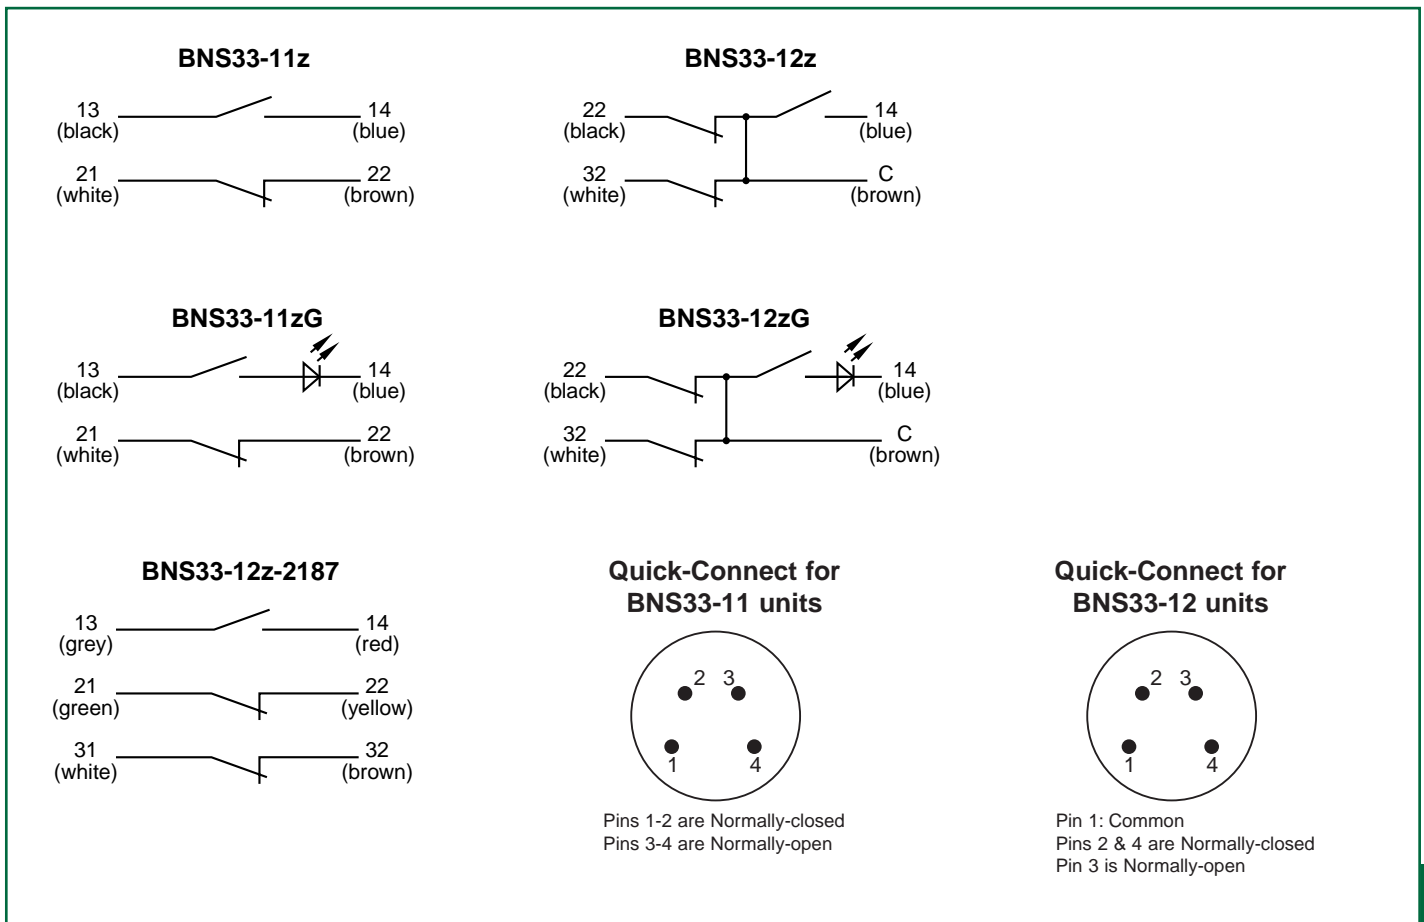 BNS33-11z
13 14
(black) (blue)
21 22
(white) (brown)
BNS33-12z
22 14
(black) (blue)
32 C
(white) (brown)
BNS33-11zG
13 14
(black) (blue)
21 22
(white) (brown)
BNS33-12zG
22 14
(black) (blue)
32 C
(white) (brown)
BNS33-12z-2187
13 14
(grey) (red)
21 22
(green) (yellow)
31 32
(white) (brown)
Quick-Connect for
BNS33-11 units
2 3
1 4
Pins 1-2 are Normally-closed
Pins 3-4 are Normally-open
Quick-Connect for
BNS33-12 units
2 3
1 4
Pin 1: Common
Pins 2 & 4 are Normally-closed
Pin 3 is Normally-open